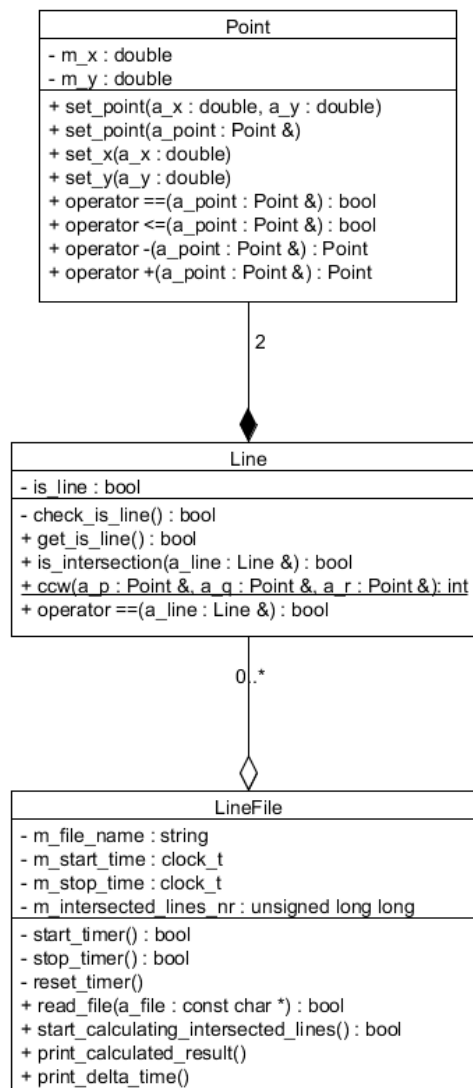 Point
- m_x : double
- m_y : double
+ set_point(a_x : double, a_y : double)
+ set_point(a_point : Point &)
+ set_x(a_x : double)
+ set_y(a_y : double)
+ operator ==(a_point : Point &) : bool
+ operator <=(a_point : Point &) : bool
+ operator -(a_point : Point &) : Point
+ operator +(a_point : Point &) : Point
2
Line
- is_line : bool
- check_is_line() : bool
+ get_is_line() : bool
+ is_intersection(a_line : Line &) : bool
+ ccw(a_p : Point &, a_q : Point &, a_r : Point &): int
+ operator ==(a_line : Line &) : bool
0..*
LineFile
- m_file_name : string
- m_start_time : clock_t
- m_stop_time : clock_t
- m_intersected_lines_nr : unsigned long long
- start_timer() : bool
- stop_timer() : bool
- reset_timer()
+ read_file(a_file : const char *) : bool
+ start_calculating_intersected_lines() : bool
+ print_calculated_result()
+ print_delta_time()